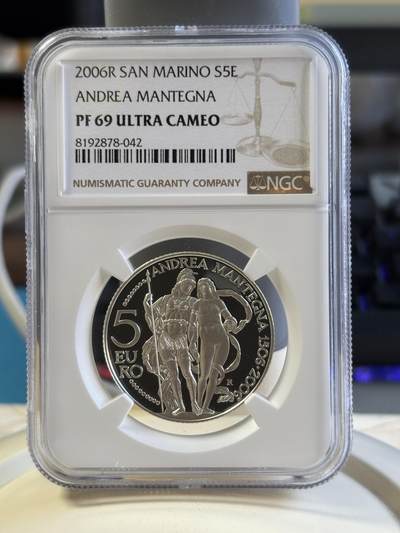 2006R SAN MARINO S5E
ANDREA MANTEGNA
PF 69 ULTRA CAMEO
8192878-042
NUMISMATIC GUARANTY COMPANY
NGC
ANDREA MANTEGNA 1506-2006
5
EURO
R